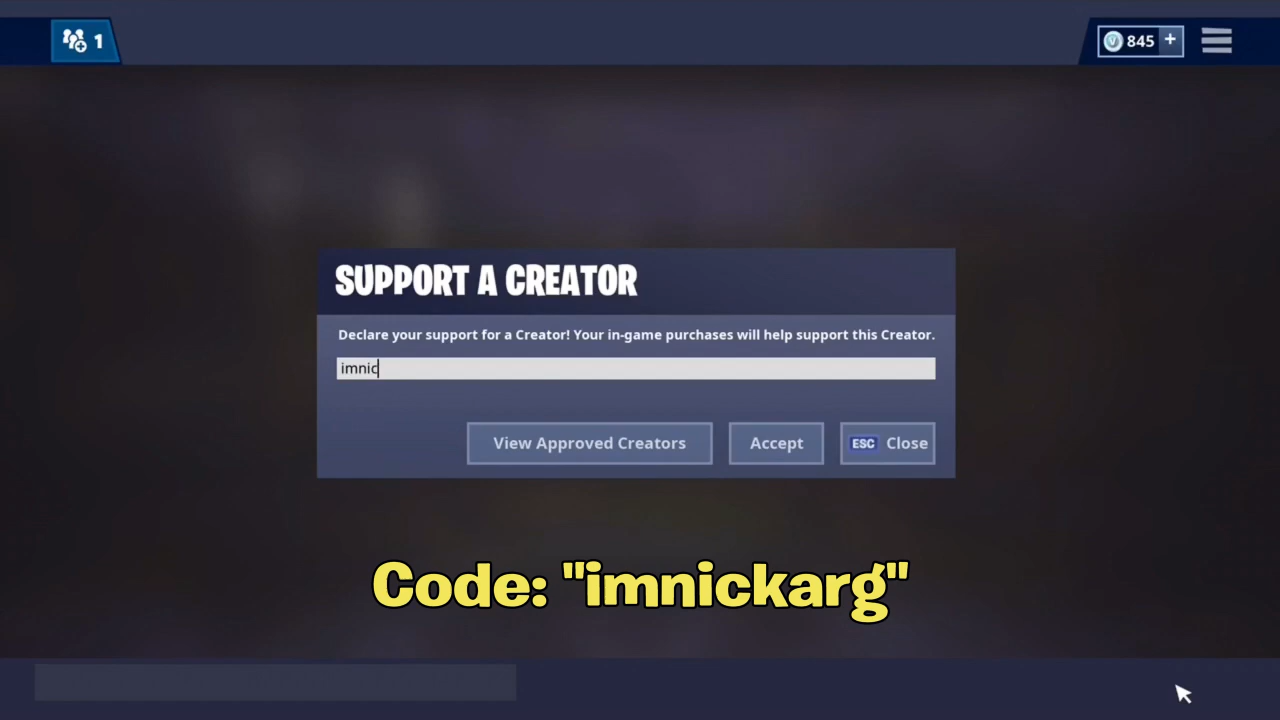 1
845 +
SUPPORT A CREATOR
Declare your support for a Creator! Your in-game purchases will help support this Creator.
imnic
View Approved Creators
Accept
ESC Close
Code: "imnickarg"